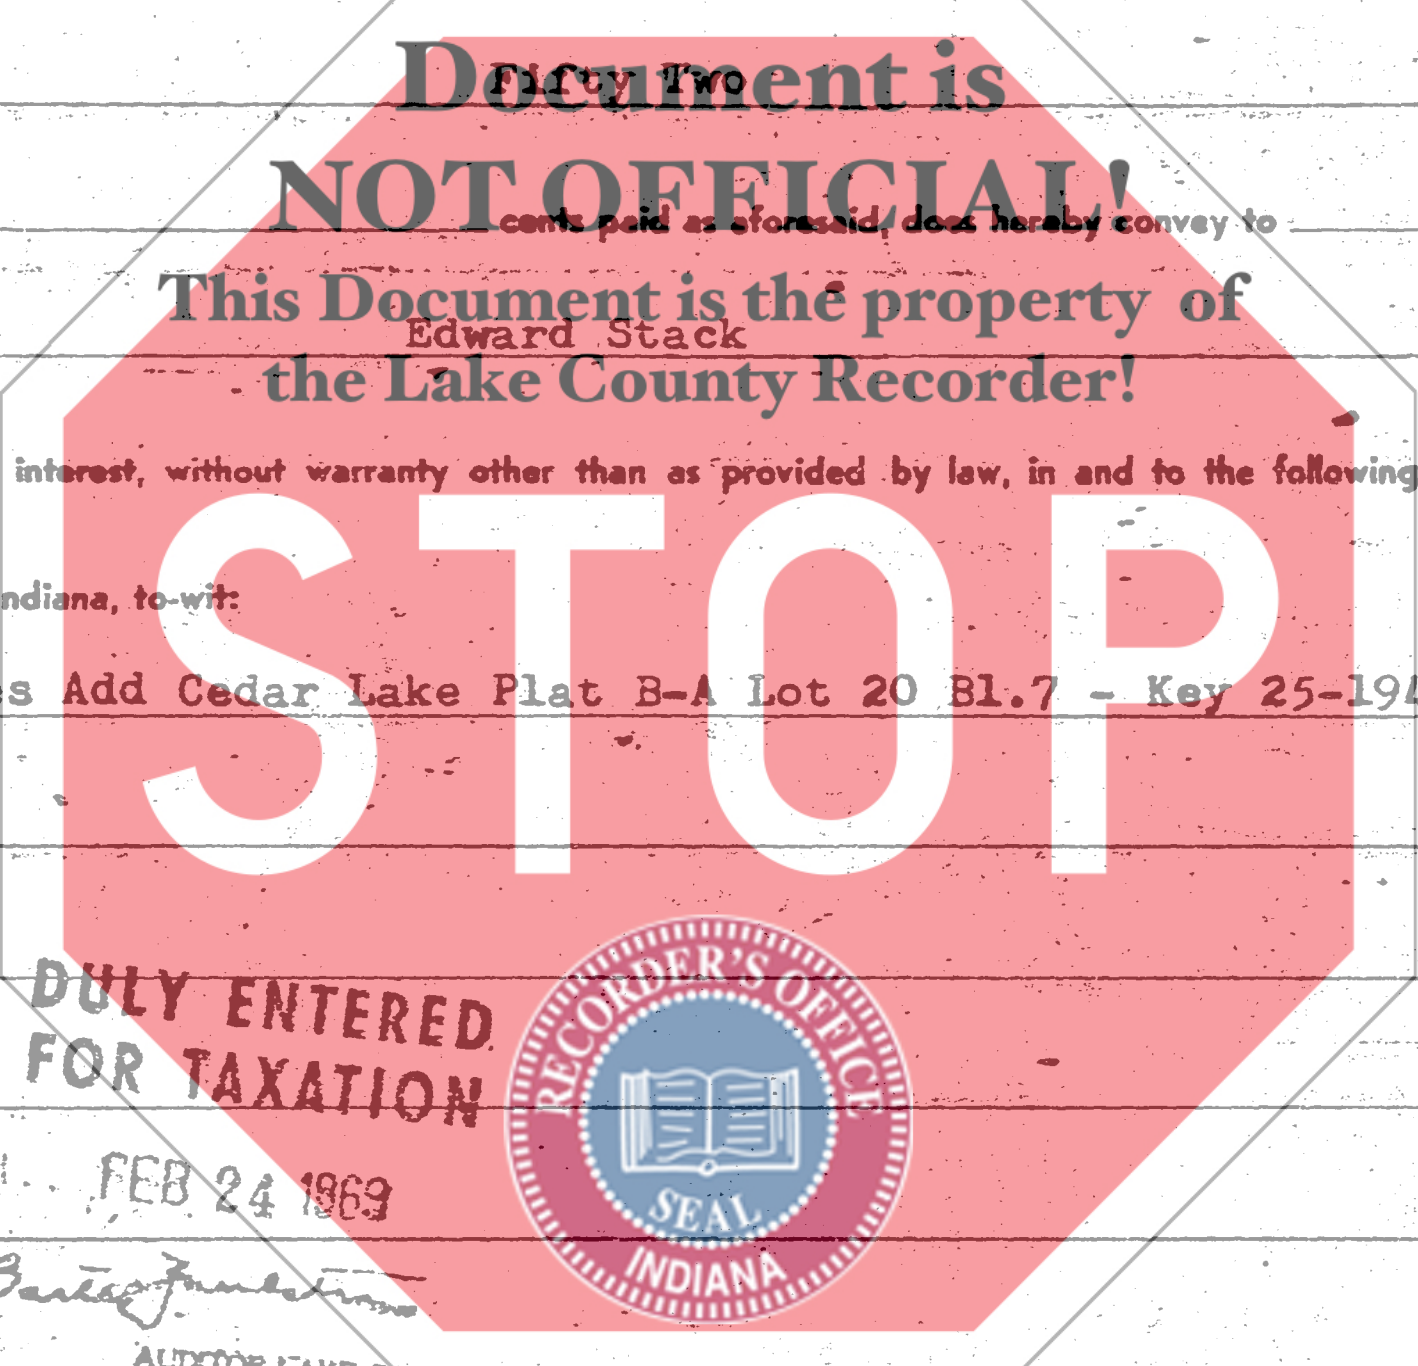 Document is
Fifty Two
NOT OFFICIAL!
cents paid as aforesaid, does hereby convey to
This Document is the property of
Edward Stack
the Lake County Recorder!
interest, without warranty other than as provided by law, in and to the following
ndiana, to-wit:
STOP
s Add Cedar Lake Plat B-A Lot 20 Bl.7 - Key 25-194
RECORDER'S OFFICE
DULY ENTERED
FOR TAXATION
FEB 24 1969
SEAL
INDIANA
AUDITOR LAKE